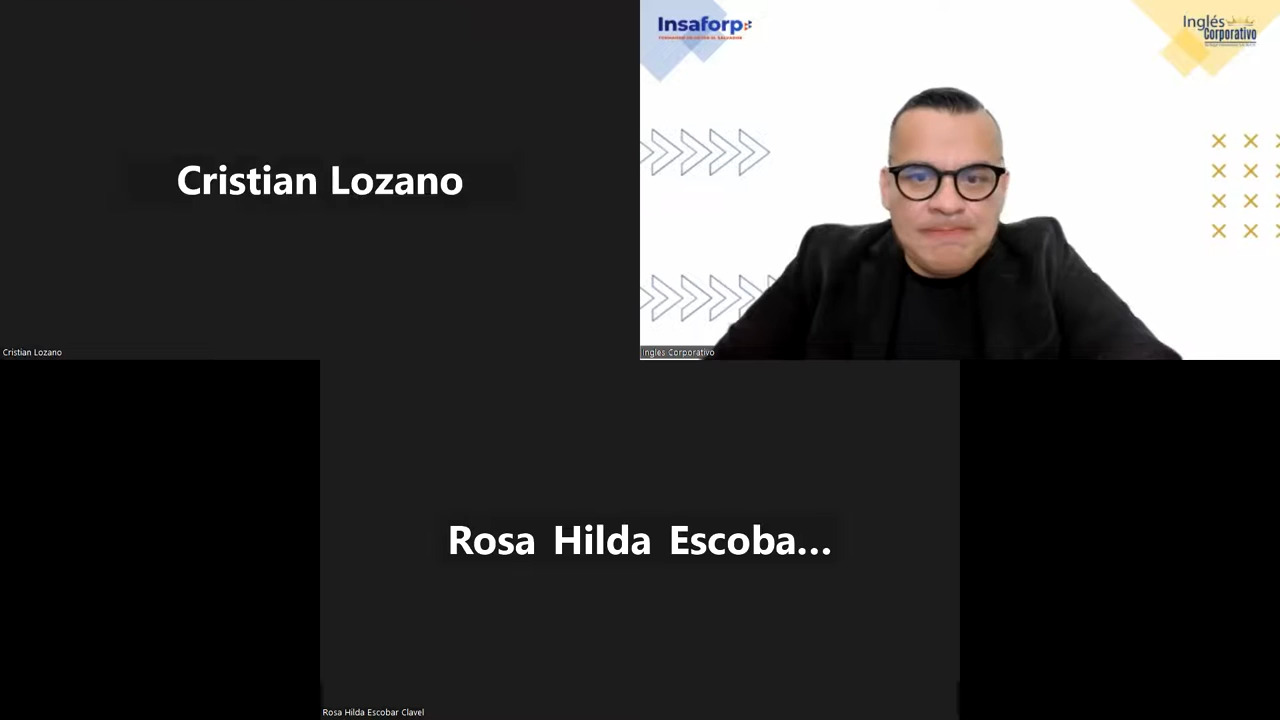 Cristian Lozano
Cristian Lozano
Insaforp
Inglés
Corporativo
Ingles Corporativo
Rosa Hilda Escoba...
Rosa Hilda Escobar Clavel